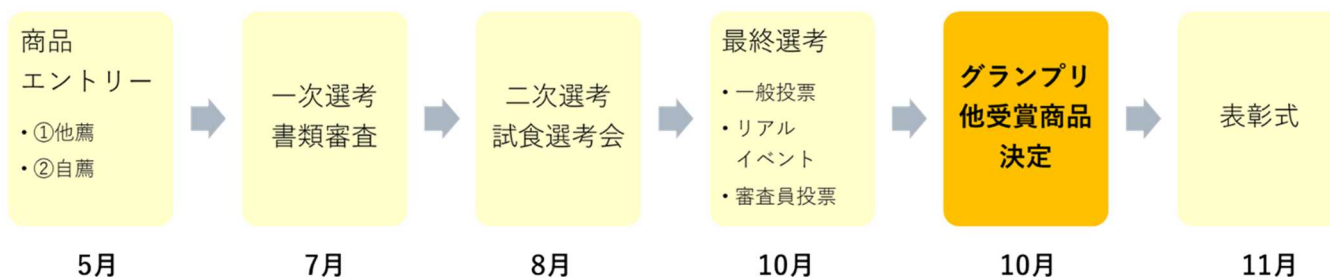 商品
エントリー
• ①他薦
• ②自薦
5月
一次選考
書類審査
7月
二次選考
試食選考会
8月
最終選考
• 一般投票
• リアル
イベント
• 審査員投票
10月
グランプリ
他受賞商品
決定
10月
表彰式
11月